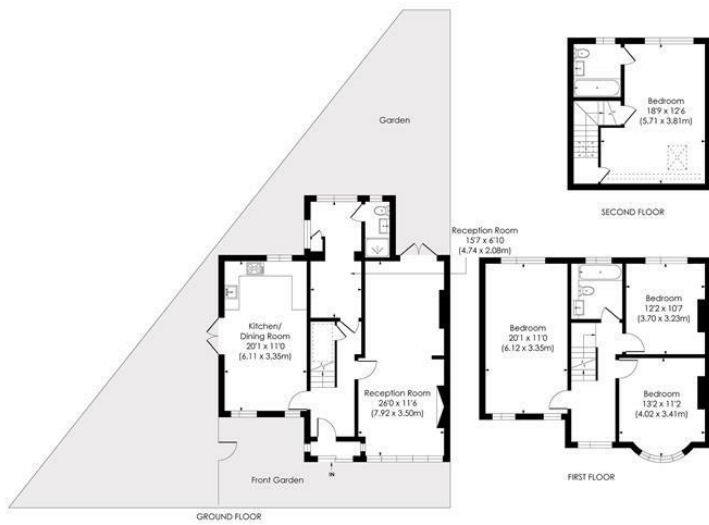 Garden
Reception Room
15'7 x 6'10
(4.74 x 2.08m)
Kitchen/
Dining Room
20'1 x 11'0
(6.11 x 3.35m)
Reception Room
26'0 x 11'6
(7.92 x 3.50m)
IN
Front Garden
GROUND FLOOR
Bedroom
18'9 x 12'6
(5.71 x 3.81m)
SECOND FLOOR
Bedroom
20'1 x 11'0
(6.12 x 3.35m)
Bedroom
12'2 x 10'7
(3.70 x 3.23m)
Bedroom
13'2 x 11'2
(4.02 x 3.41m)
FIRST FLOOR